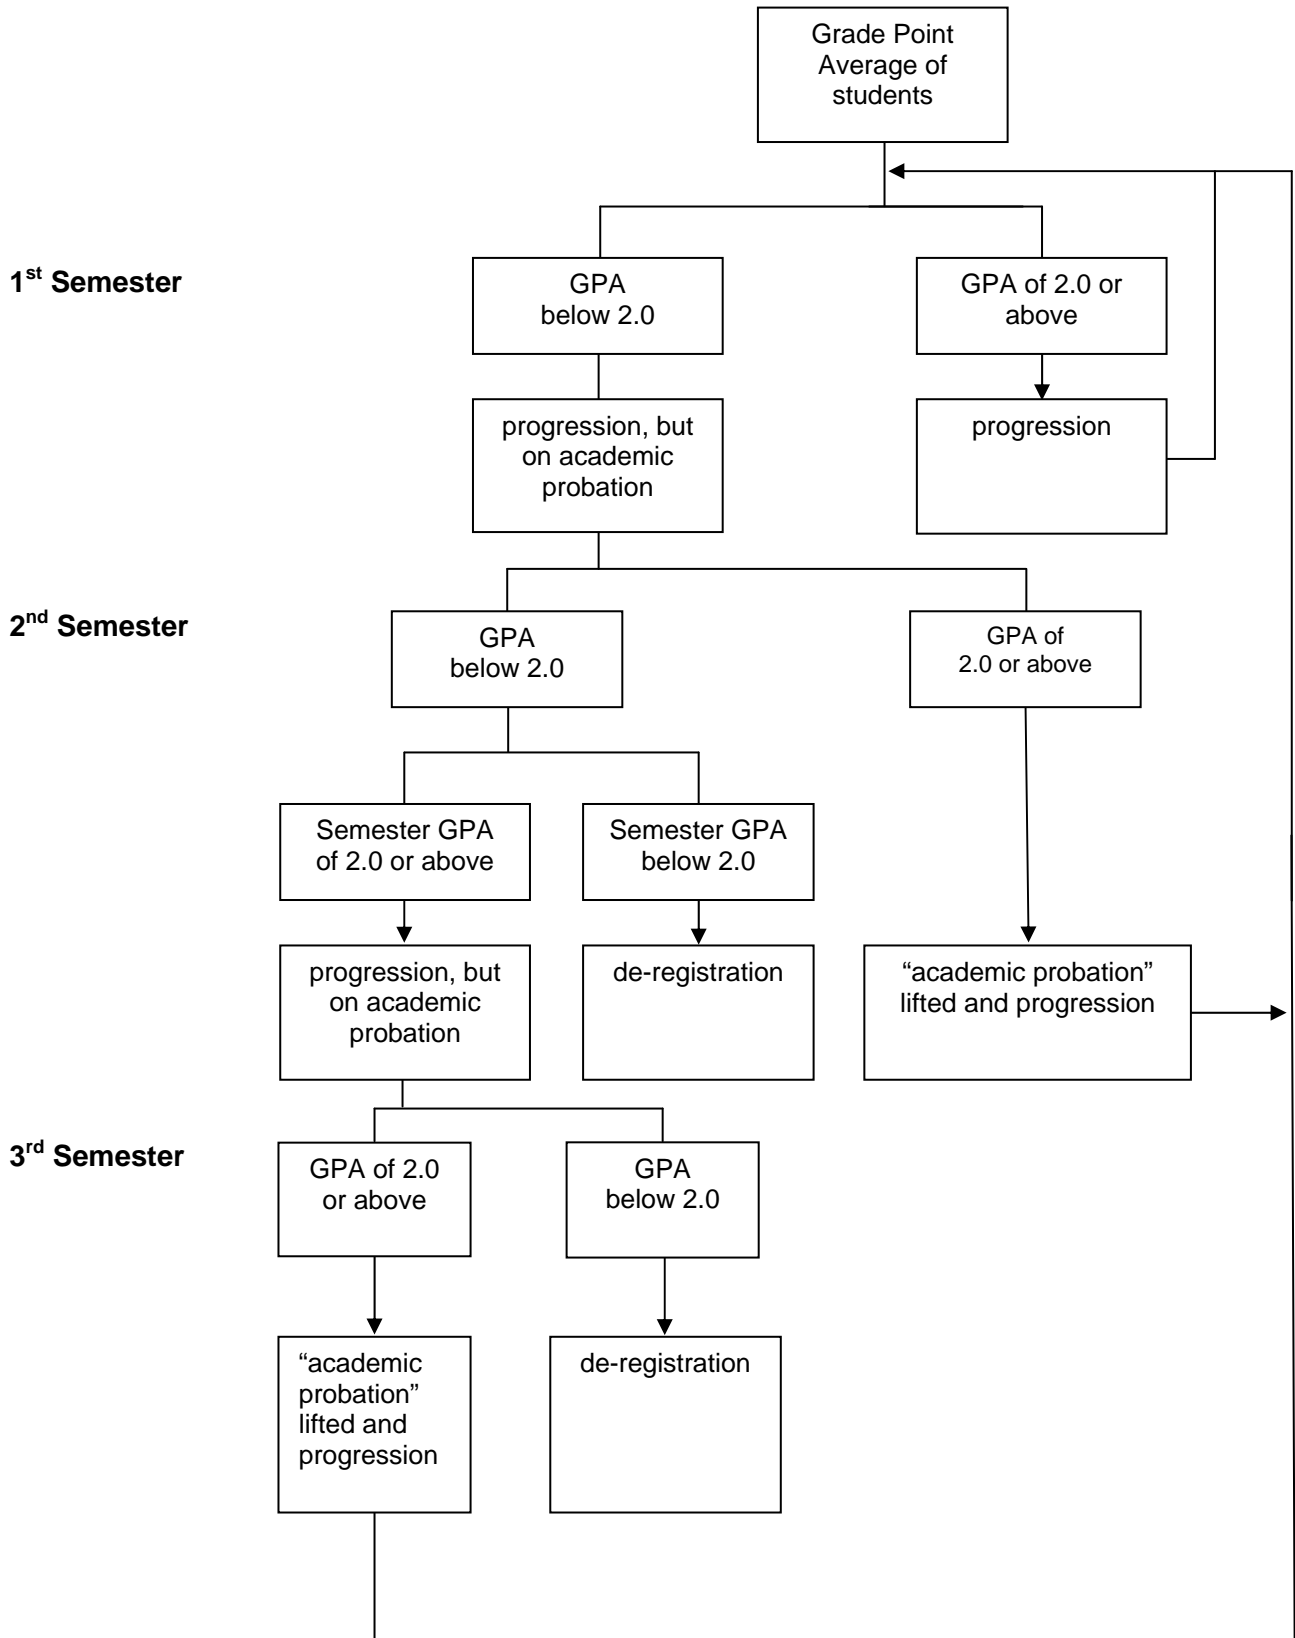 Grade Point
Average of
students
1st Semester
GPA
below 2.0
GPA of 2.0 or
above
progression, but
on academic
probation
progression
2nd Semester
GPA
below 2.0
GPA of
2.0 or above
Semester GPA
of 2.0 or above
Semester GPA
below 2.0
progression, but
on academic
probation
de-registration
“academic probation”
lifted and progression
3rd Semester
GPA of 2.0
or above
GPA
below 2.0
“academic
probation”
lifted and
progression
de-registration